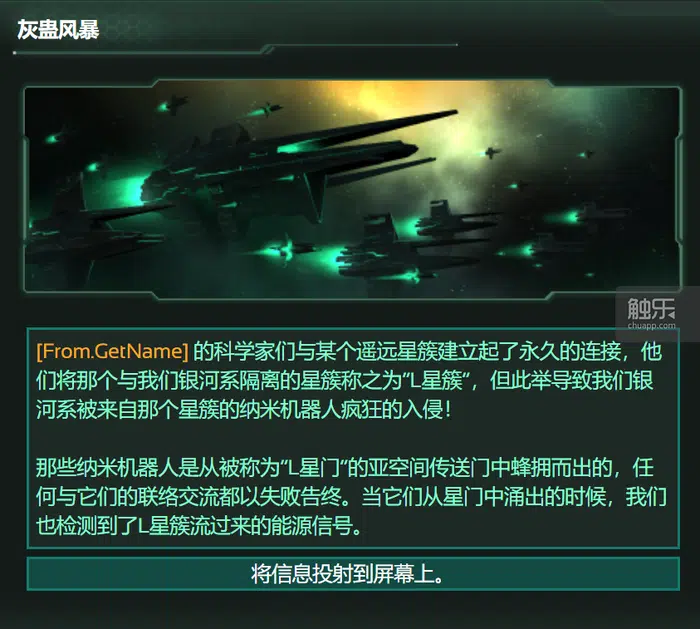 灰蛊风暴
触乐
chuapp.com
[From.GetName] 的科学家们与某个遥远星簇建立起了永久的连接，他
们将那个与我们银河系隔离的星簇称之为"L星簇"，但此举导致我们银
河系被来自那个星簇的纳米机器人疯狂的入侵！
那些纳米机器人是从被称为"L星门"的亚空间传送门中蜂拥而出的，任
何与它们的联络交流都以失败告终。当它们从星门中涌出的时候，我们
也检测到了L星簇流过来的能源信号。
将信息投射到屏幕上。